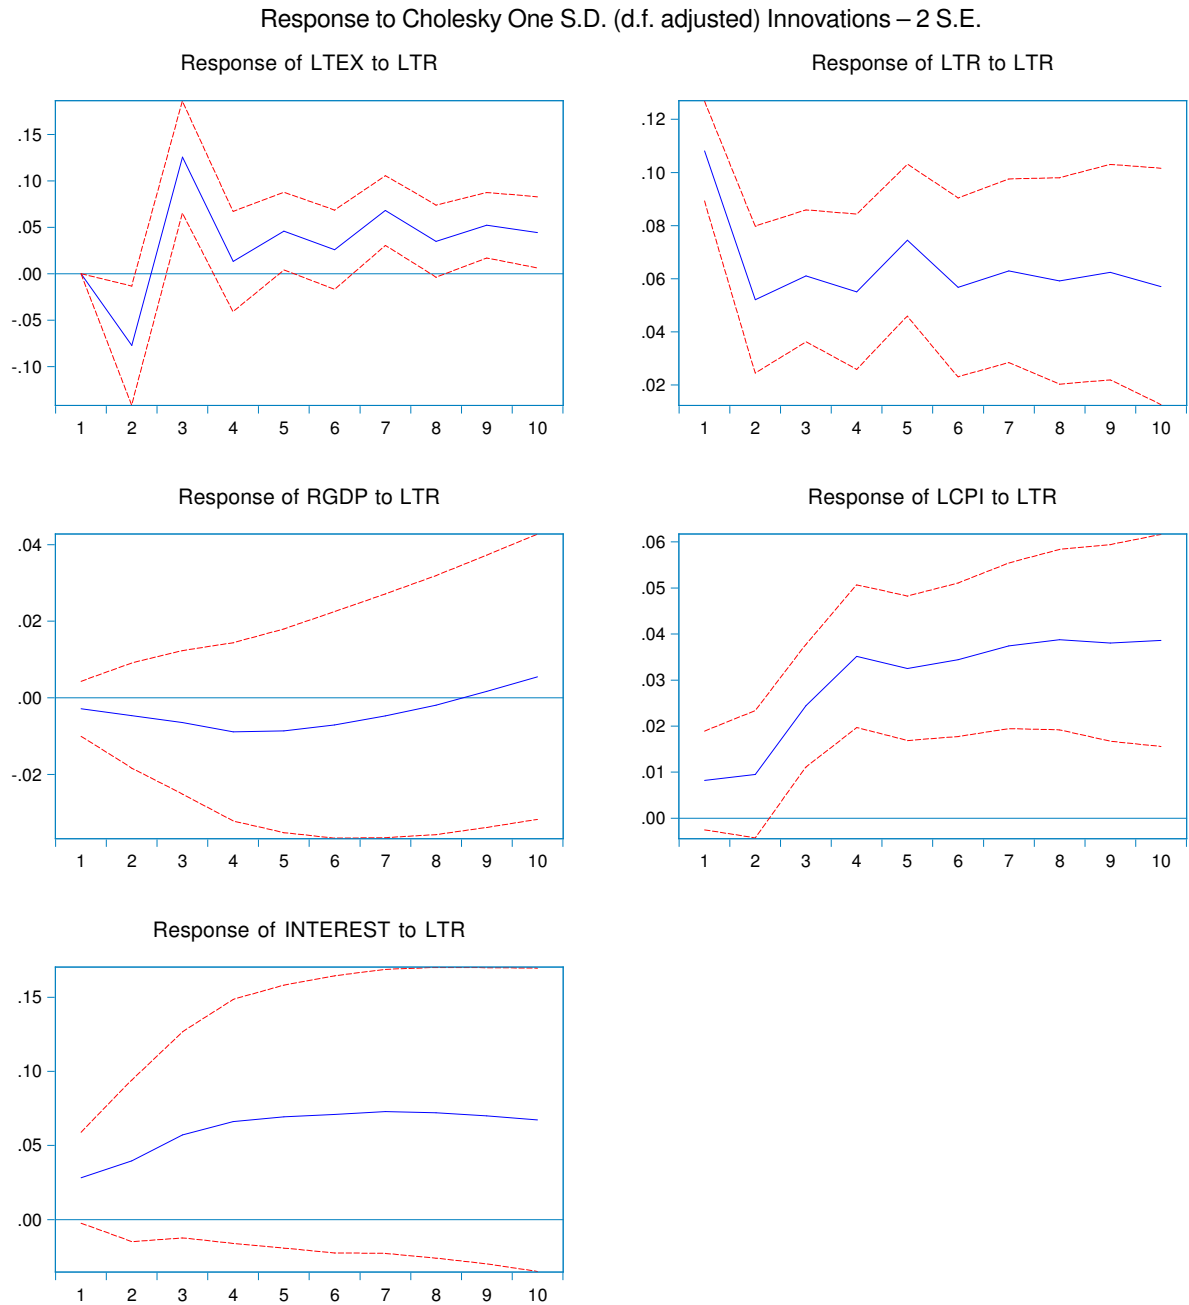 Response to Cholesky One S.D. (d.f. adjusted) Innovations – 2 S.E.
Response of LTEX to LTR
.15
.10
.05
.00
-.05
-.10
1 2 3 4 5 6 7 8 9 10
Response of LTR to LTR
.12
.10
.08
.06
.04
.02
1 2 3 4 5 6 7 8 9 10
Response of RGDP to LTR
.04
.02
.00
-.02
1 2 3 4 5 6 7 8 9 10
Response of LCPI to LTR
.06
.05
.04
.03
.02
.01
.00
1 2 3 4 5 6 7 8 9 10
Response of INTEREST to LTR
.15
.10
.05
.00
1 2 3 4 5 6 7 8 9 10